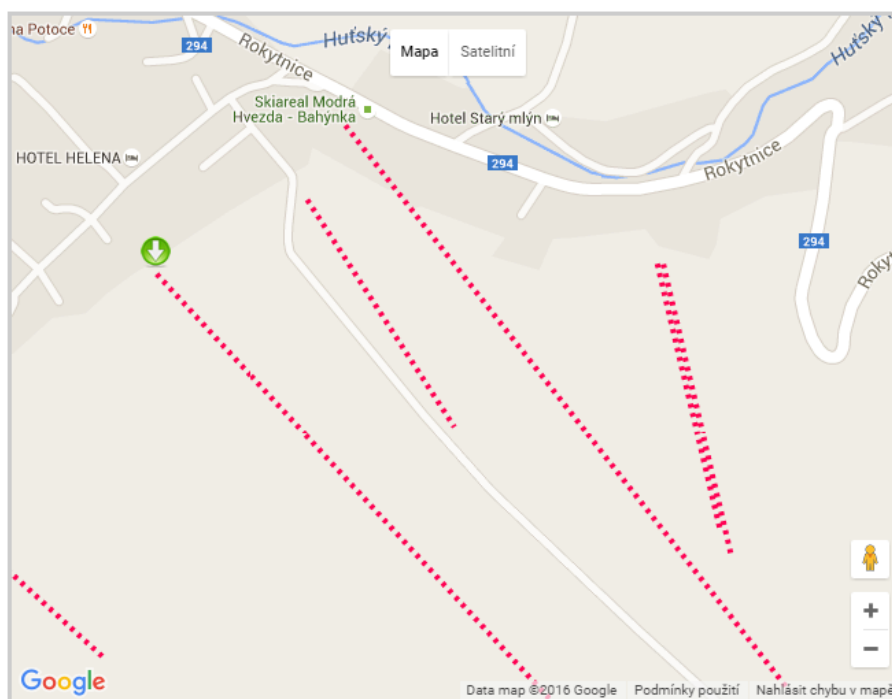 na Potoce
294
Rokytnice
Huťský
Mapa
Satelitní
Huťský
Skiareal Modrá
Hvezda - Bahýnka
Hotel Starý mlýn
HOTEL HELENA
294
Rokytnice
294
Rokyt
Google
Data map ©2016 Google
Podmínky použití
Nahlásit chybu v mapě